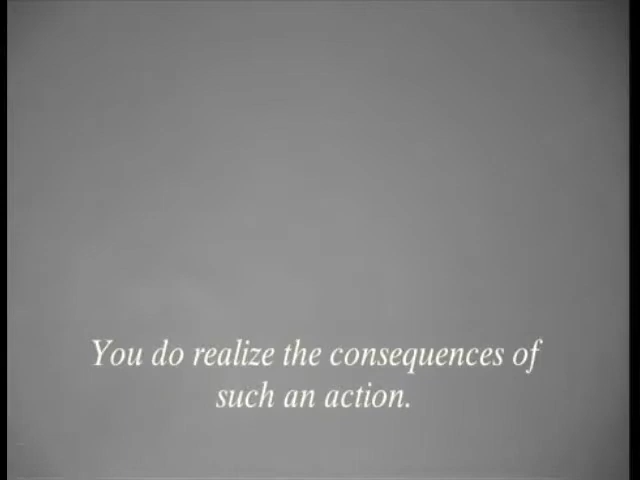 You do realize the consequences of
such an action.